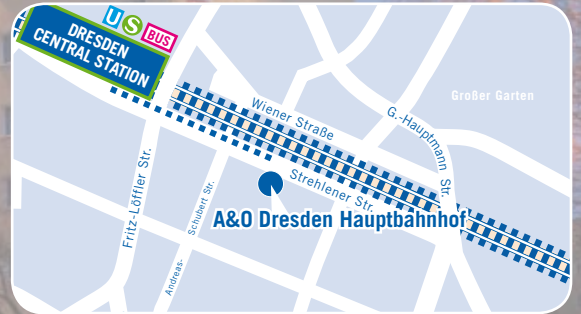 U S BUS
DRESDEN
CENTRAL STATION
Wiener Straße
G.-Hauptmann Str.
Großer Garten
Fritz-Löffler Str.
Andreas- Schubert Str.
Strehlener Str.
A&O Dresden Hauptbahnhof